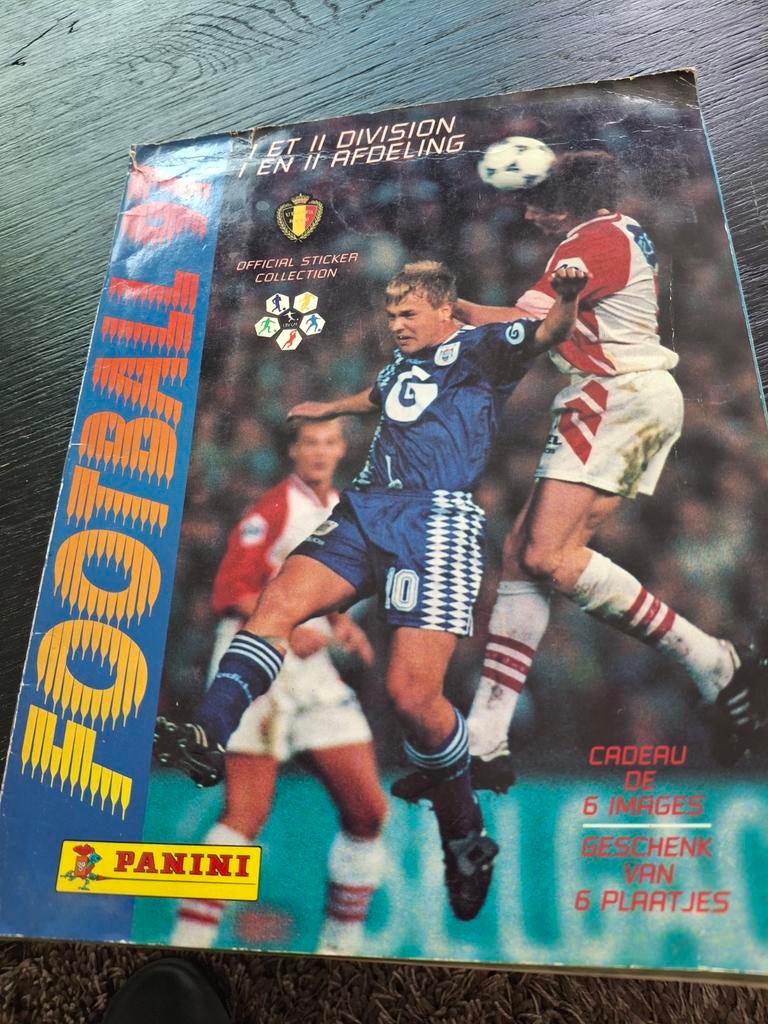 I ET II DIVISION
I EN II AFDELING
OFFICIAL STICKER
COLLECTION
FOOTBALL
G
10
CADEAU
DE
6 IMAGES
GESCHENK
VAN
6 PLAATJES
PANINI